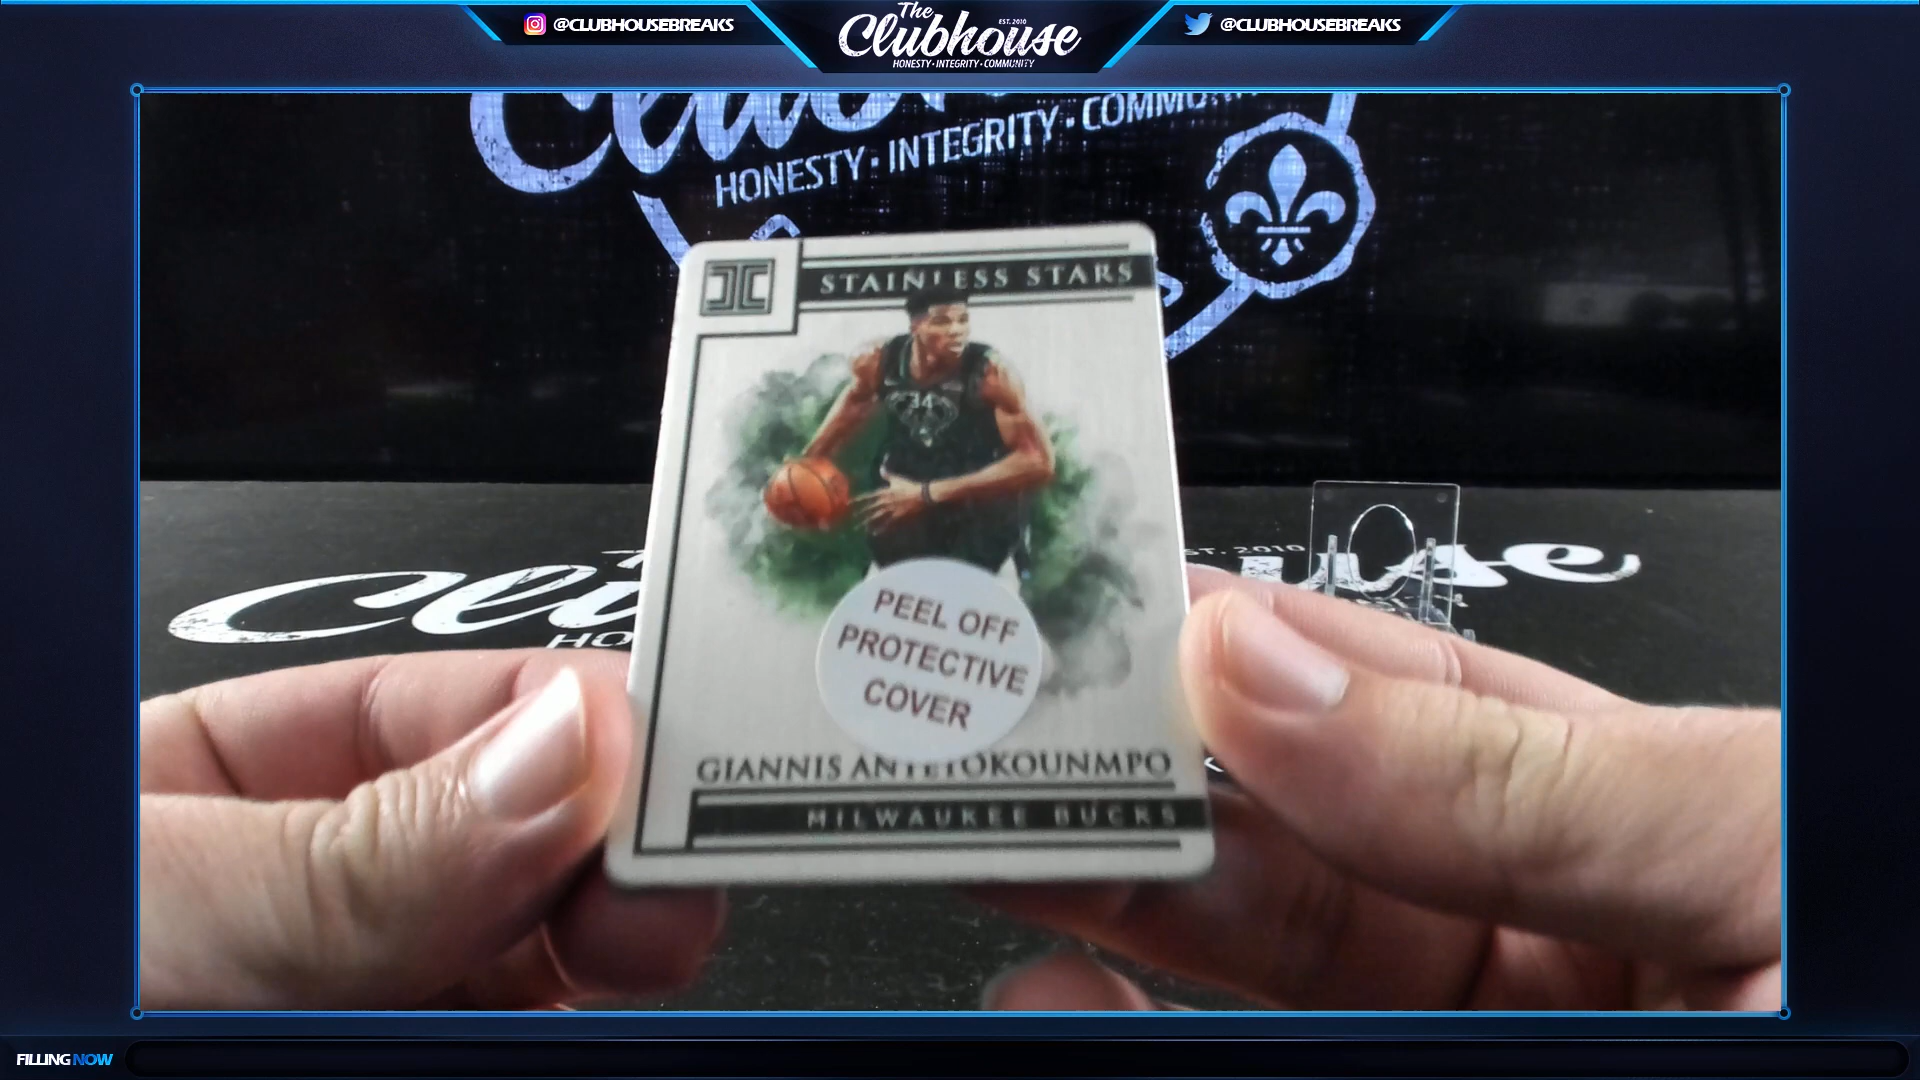 @CLUBHOUSEBREAKS
The
EST. 2010
Clubhouse
HONESTY • INTEGRITY • COMMUNITY
@CLUBHOUSEBREAKS
HONESTY • INTEGRITY • COMMU
STAINLESS STARS
34
EST. 2010
PEEL OFF
PROTECTIVE
COVER
GIANNIS ANTETOKOUNMPO
MILWAUKEE BUCKS
FILLING NOW